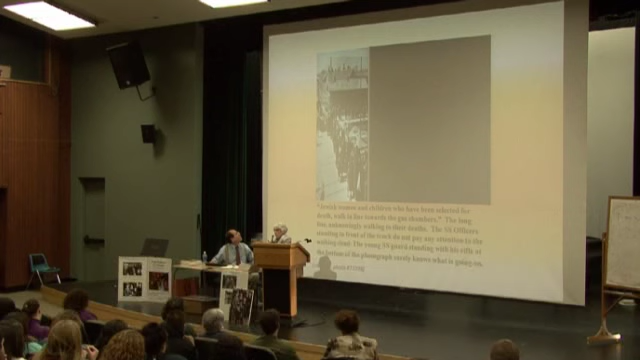 "Jewish women and children who have been selected for
death, walk in line towards the gas chambers." The long
line, unknowingly walking to their deaths. The SS Officers
standing in front of the truck do not pay any attention to the
walking dead. The young SS guard standing with his rifle at
the bottom of the photograph surely knows what is going on.